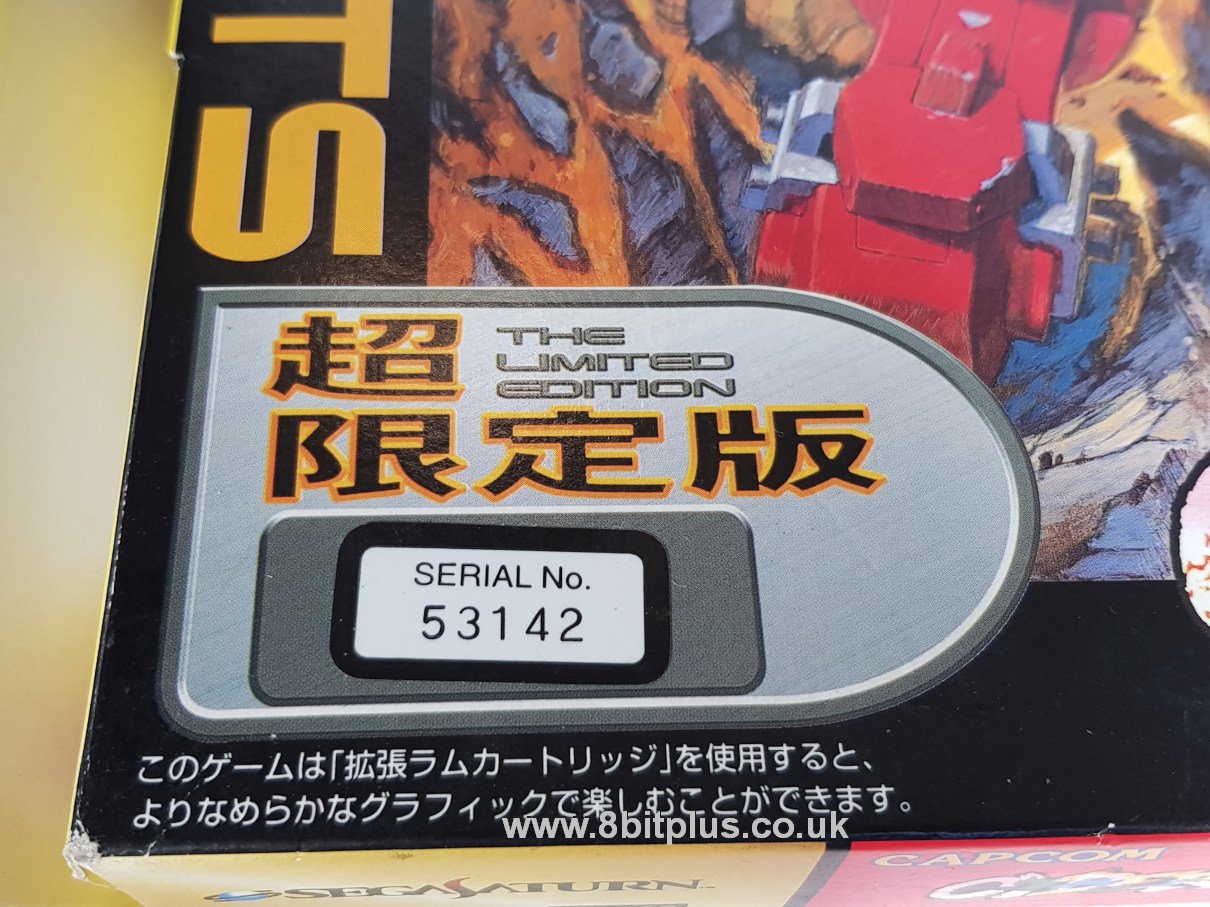 ST
超
THE
LIMITED
EDITION
限定版
SERIAL No.
53142
このゲームは「拡張ラムカートリッジ」を使用すると、
よりなめらかなグラフィックで楽しむことができます。
www.8bitplus.co.uk
SEGASATURN™
CAPCOM